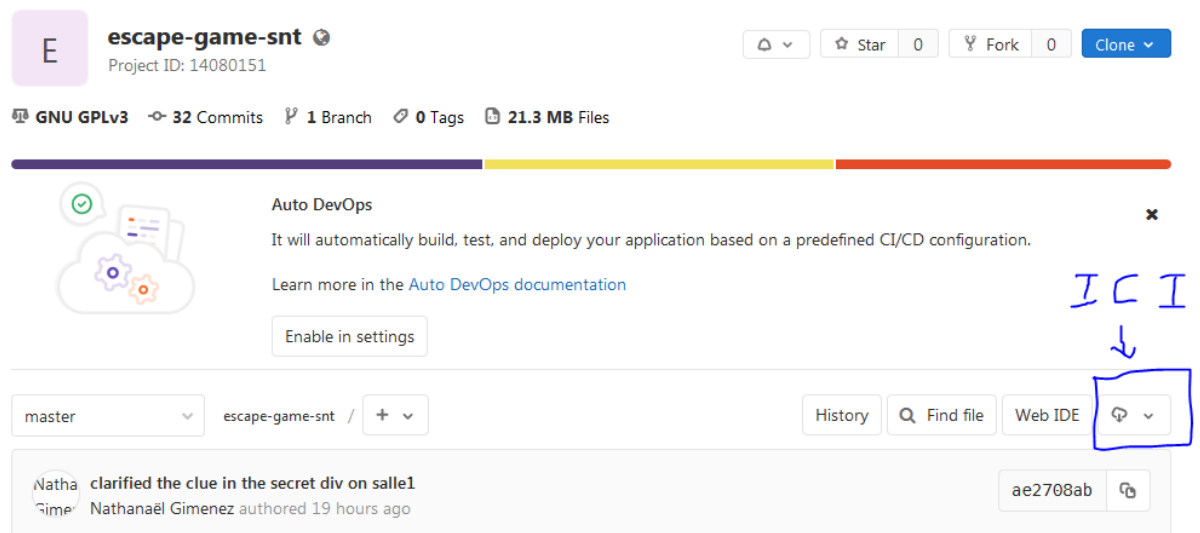 E
escape-game-snt
Project ID: 14080151
Star 0 Fork 0 Clone
GNU GPLv3 32 Commits 1 Branch 0 Tags 21.3 MB Files
Auto DevOps
It will automatically build, test, and deploy your application based on a predefined CI/CD configuration.
Learn more in the Auto DevOps documentation
ICI
Enable in settings
master escape-game-snt / + History Find file Web IDE
Natha
Gimer
clarified the clue in the secret div on salle1
Nathanaël Gimenez authored 19 hours ago
ae2708ab